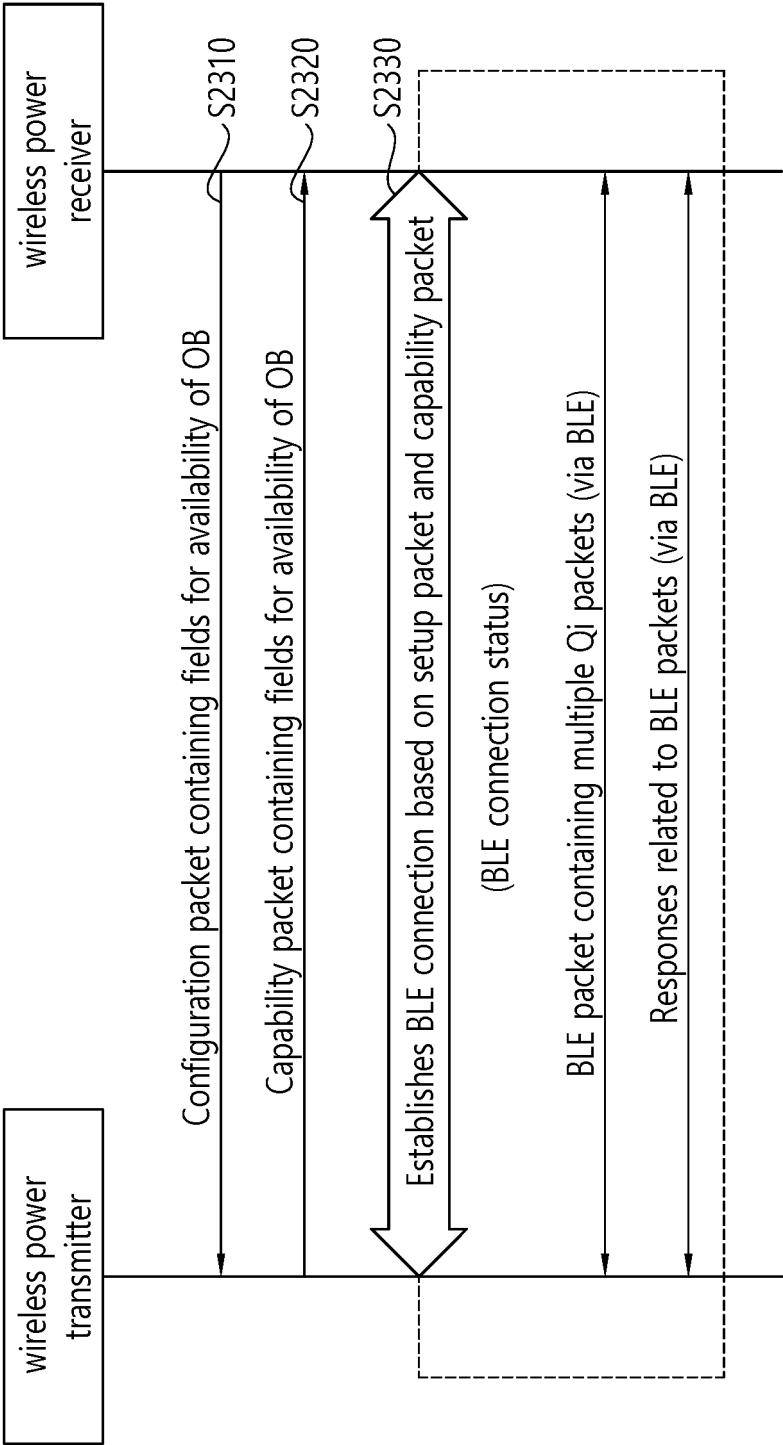 wireless power
transmitter
wireless power
receiver
Configuration packet containing fields for availability of OB
S2310
Capability packet containing fields for availability of OB
S2320
Establishes BLE connection based on setup packet and capability packet
S2330
(BLE connection status)
BLE packet containing multiple Qi packets (via BLE)
Responses related to BLE packets (via BLE)